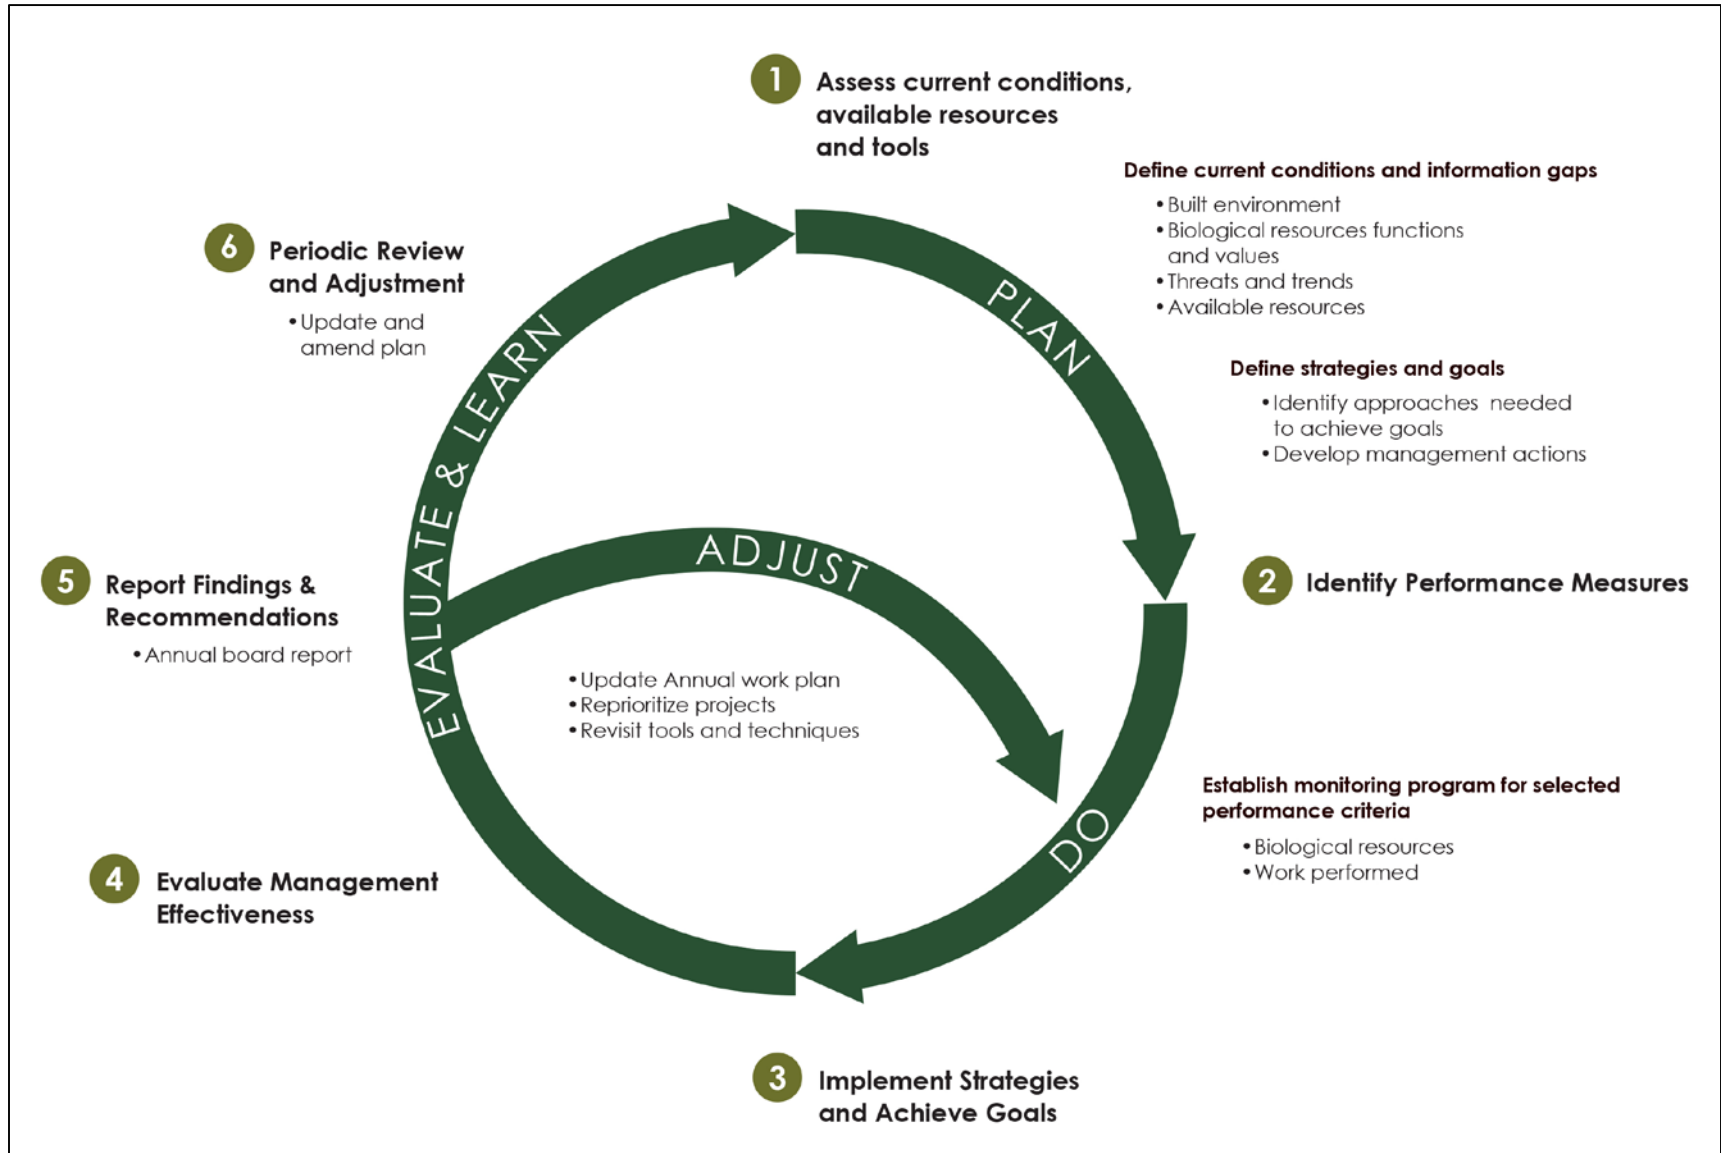 1 Assess current conditions,
available resources
and tools
Define current conditions and information gaps
• Built environment
• Biological resources functions
and values
• Threats and trends
• Available resources
Define strategies and goals
• Identify approaches needed
to achieve goals
• Develop management actions
PLAN
2 Identify Performance Measures
Establish monitoring program for selected
performance criteria
• Biological resources
• Work performed
DO
3 Implement Strategies
and Achieve Goals
4 Evaluate Management
Effectiveness
5 Report Findings &
Recommendations
• Annual board report
EVALUATE & LEARN
6 Periodic Review
and Adjustment
• Update and
amend plan
ADJUST
• Update Annual work plan
• Reprioritize projects
• Revisit tools and techniques